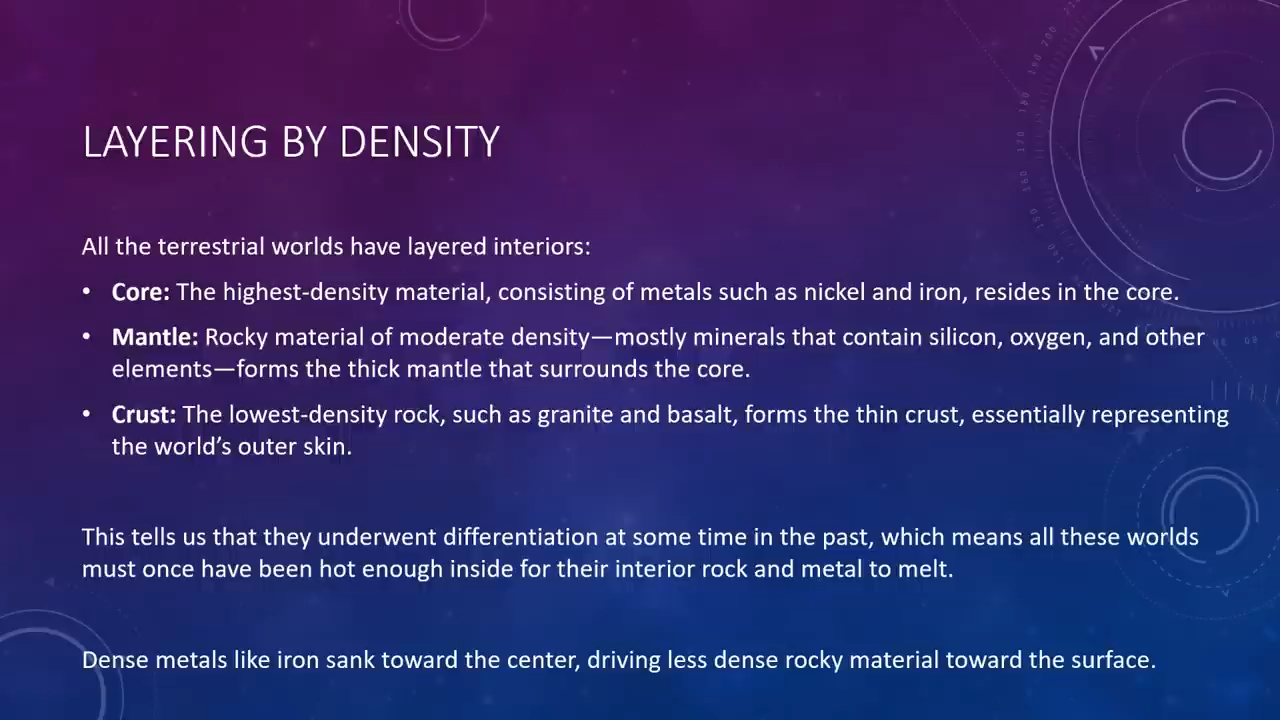 LAYERING BY DENSITY
All the terrestrial worlds have layered interiors:
• Core: The highest-density material, consisting of metals such as nickel and iron, resides in the core.
• Mantle: Rocky material of moderate density—mostly minerals that contain silicon, oxygen, and other
elements—forms the thick mantle that surrounds the core.
• Crust: The lowest-density rock, such as granite and basalt, forms the thin crust, essentially representing
the world’s outer skin.
This tells us that they underwent differentiation at some time in the past, which means all these worlds
must once have been hot enough inside for their interior rock and metal to melt.
Dense metals like iron sank toward the center, driving less dense rocky material toward the surface.